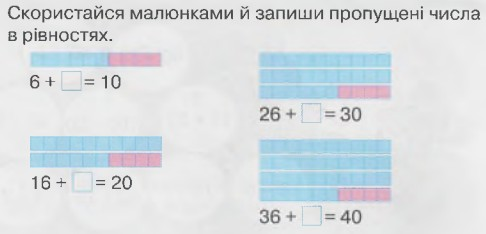 Скористайся малюнками й запиши пропущені числа
в рівностях.
6 + □ = 10
26 + □ = 30
16 + □ = 20
36 + □ = 40